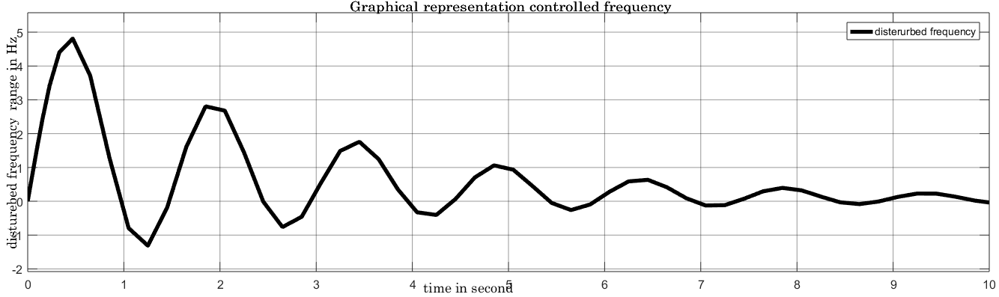 Graphical representation controlled frequency
disterurbed frequency
disturebed frequency range in Hz
5
4
3
2
1
0
-1
-2
0 1 2 3 4 5 6 7 8 9 10
time in second